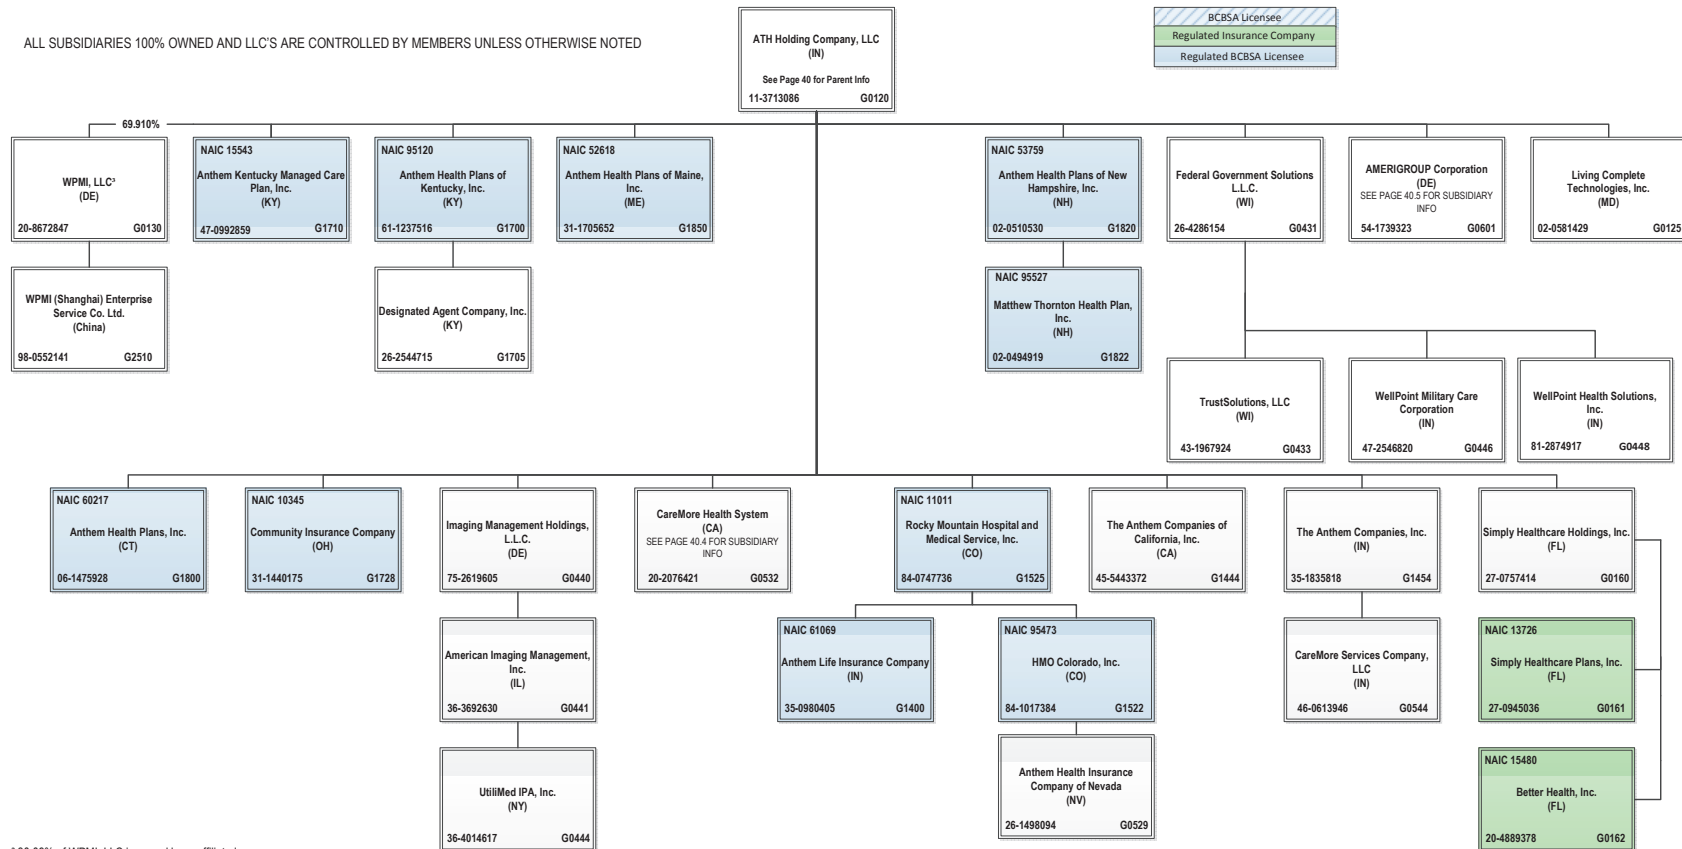 ALL SUBSIDIARIES 100% OWNED AND LLC'S ARE CONTROLLED BY MEMBERS UNLESS OTHERWISE NOTED
ATH Holding Company, LLC
(IN)
See Page 40 for Parent Info
11-3713086 G0120
BCBSA Licensee
Regulated Insurance Company
Regulated BCBSA Licensee
69.910%
WPMI, LLC³
(DE)
20-8672847 G0130
NAIC 15543
Anthem Kentucky Managed Care
Plan, Inc.
(KY)
47-0992859 G1710
NAIC 95120
Anthem Health Plans of
Kentucky, Inc.
(KY)
61-1237516 G1700
NAIC 52618
Anthem Health Plans of Maine,
Inc.
(ME)
31-1705652 G1850
NAIC 53759
Anthem Health Plans of New
Hampshire, Inc.
(NH)
02-0510530 G1820
Federal Government Solutions
L.L.C.
(WI)
26-4286154 G0431
AMERIGROUP Corporation
(DE)
SEE PAGE 40.5 FOR SUBSIDIARY
INFO
54-1739323 G0601
Living Complete
Technologies, Inc.
(MD)
02-0581429 G0125
WPMI (Shanghai) Enterprise
Service Co. Ltd.
(China)
98-0552141 G2510
Designated Agent Company, Inc.
(KY)
26-2544715 G1705
NAIC 95527
Matthew Thornton Health Plan,
Inc.
(NH)
02-0494919 G1822
TrustSolutions, LLC
(WI)
43-1967924 G0433
WellPoint Military Care
Corporation
(IN)
47-2546820 G0446
WellPoint Health Solutions,
Inc.
(IN)
81-2874917 G0448
NAIC 60217
Anthem Health Plans, Inc.
(CT)
06-1475928 G1800
NAIC 10345
Community Insurance Company
(OH)
31-1440175 G1728
Imaging Management Holdings,
L.L.C.
(DE)
75-2619605 G0440
CareMore Health System
(CA)
SEE PAGE 40.4 FOR SUBSIDIARY
INFO
20-2076421 G0532
NAIC 11011
Rocky Mountain Hospital and
Medical Service, Inc.
(CO)
84-0747736 G1525
The Anthem Companies of
California, Inc.
(CA)
45-5443372 G1444
The Anthem Companies, Inc.
(IN)
35-1835818 G1454
Simply Healthcare Holdings, Inc.
(FL)
27-0757414 G0160
American Imaging Management,
Inc.
(IL)
36-3692630 G0441
NAIC 61069
Anthem Life Insurance Company
(IN)
35-0980405 G1400
NAIC 95473
HMO Colorado, Inc.
(CO)
84-1017384 G1522
CareMore Services Company,
LLC
(IN)
46-0613946 G0544
NAIC 13726
Simply Healthcare Plans, Inc.
(FL)
27-0945036 G0161
UtiliMed IPA, Inc.
(NY)
36-4014617 G0444
Anthem Health Insurance
Company of Nevada
(NV)
26-1498094 G0529
NAIC 15480
Better Health, Inc.
(FL)
20-4889378 G0162